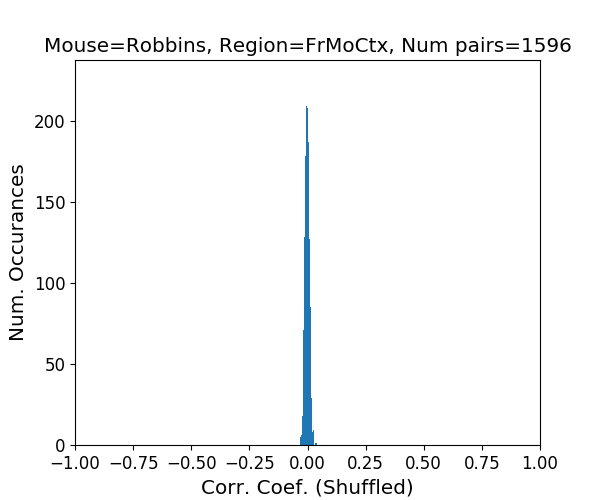 Mouse=Robbins, Region=FrMoCtx, Num pairs=1596
Num. Occurances
200
150
100
50
0
−1.00 −0.75 −0.50 −0.25 0.00 0.25 0.50 0.75 1.00
Corr. Coef. (Shuffled)